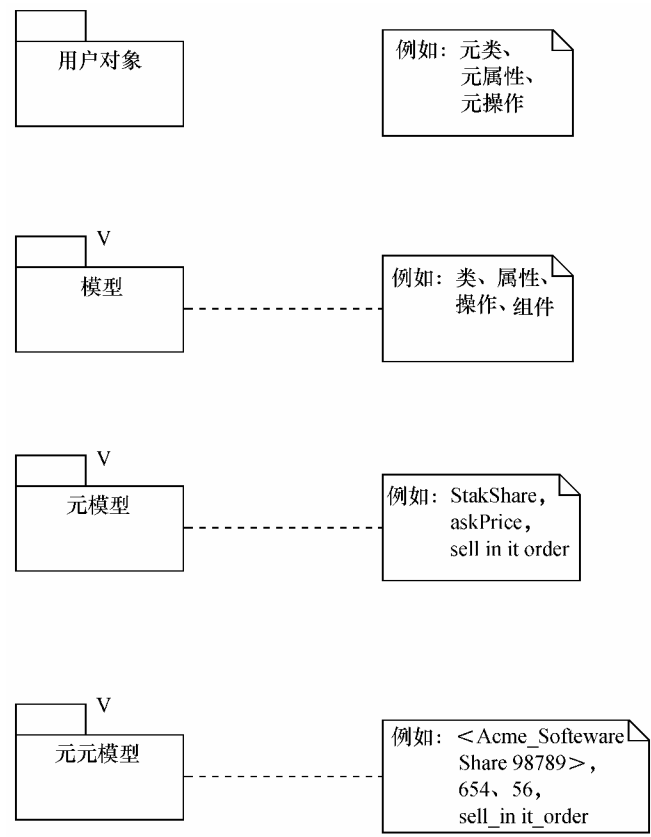 用户对象
例如：元类、
元属性、
元操作
V
模型
例如：类、属性、
操作、组件
V
元模型
例如：StakShare，
askPrice，
sell in it order
V
元元模型
例如：＜Acme_Softeware
Share 98789＞，
654、56，
sell_in it_order